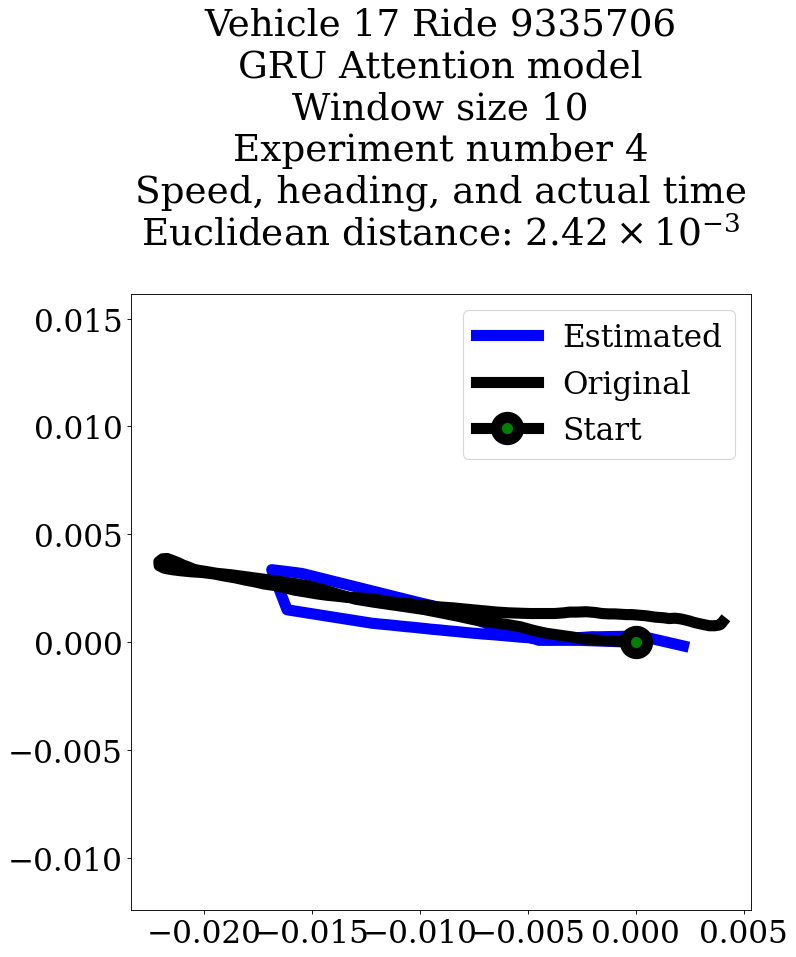 Vehicle 17 Ride 9335706
GRU Attention model
Window size 10
Experiment number 4
Speed, heading, and actual time
Euclidean distance: 2.42 × 10⁻³
Estimated
Original
Start
0.015
0.010
0.005
0.000
−0.005
−0.010
−0.020 −0.015 −0.010 −0.005 0.000 0.005